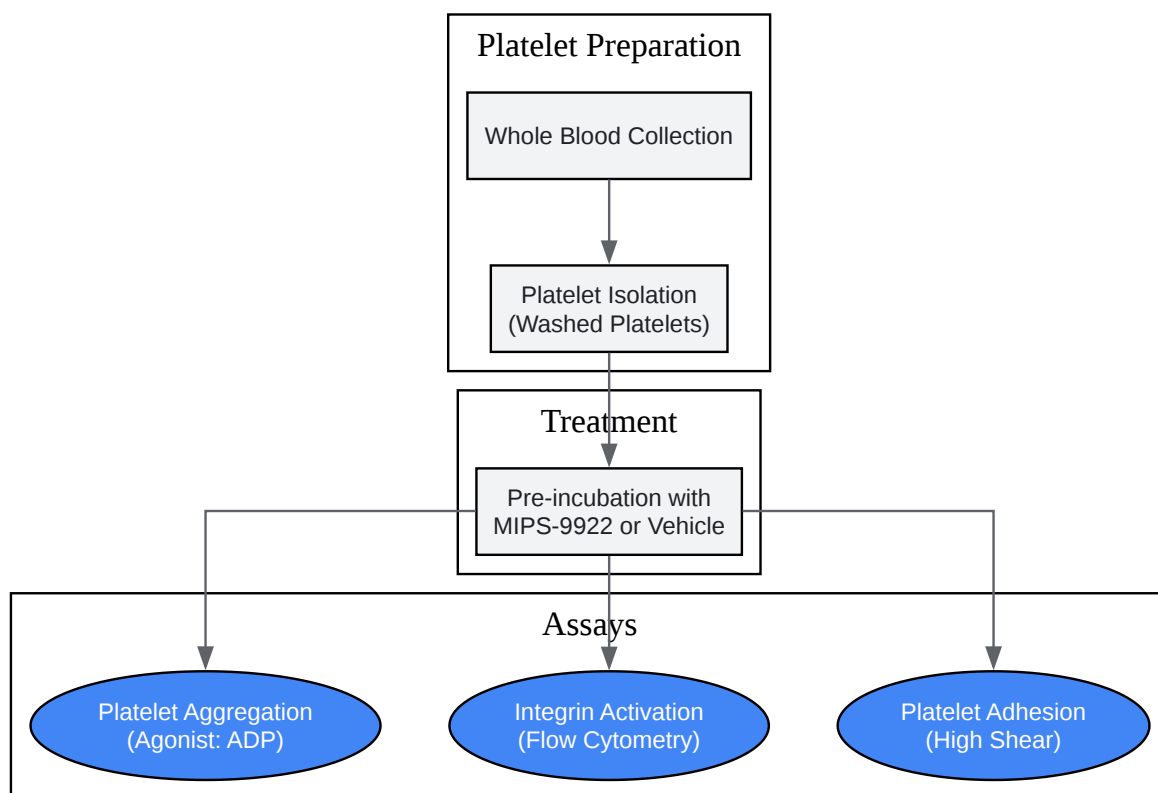 Platelet Preparation
Whole Blood Collection
Platelet Isolation
(Washed Platelets)
Treatment
Pre-incubation with
MIPS-9922 or Vehicle
Assays
Platelet Aggregation
(Agonist: ADP)
Integrin Activation
(Flow Cytometry)
Platelet Adhesion
(High Shear)